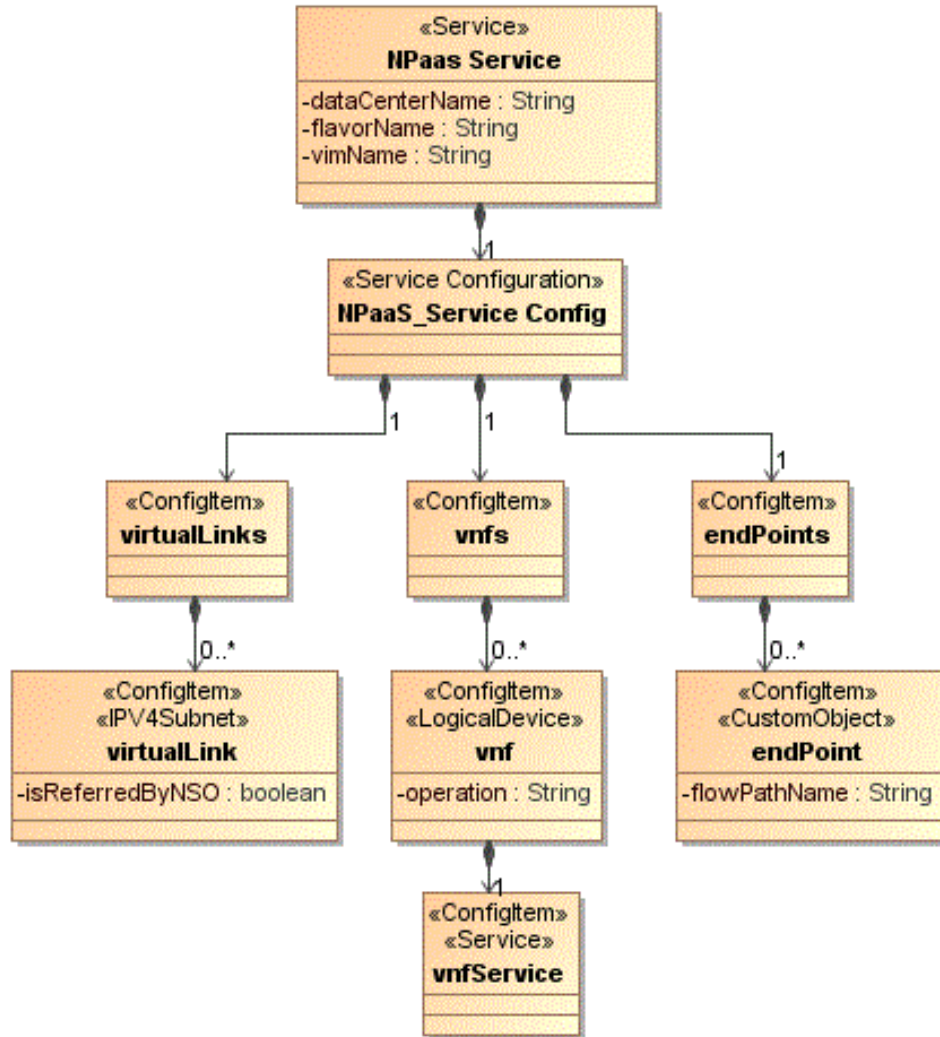 «Service»
NPaas Service
-dataCenterName : String
-flavorName : String
-vimName : String
1
«Service Configuration»
NPaaS_Service Config
1
1
1
«ConfigItem»
virtualLinks
«ConfigItem»
vnfs
«ConfigItem»
endPoints
0..*
0..*
0..*
«ConfigItem»
«IPV4Subnet»
virtualLink
-isReferredByNSO : boolean
«ConfigItem»
«LogicalDevice»
vnf
-operation : String
«ConfigItem»
«CustomObject»
endPoint
-flowPathName : String
1
«ConfigItem»
«Service»
vnfService